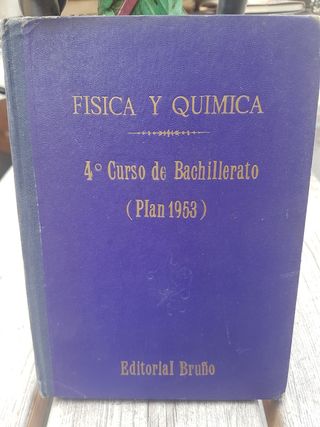 FISICA Y QUIMICA
4º Curso de Bachillerato
(Plan 1953)
Editorial Bruño